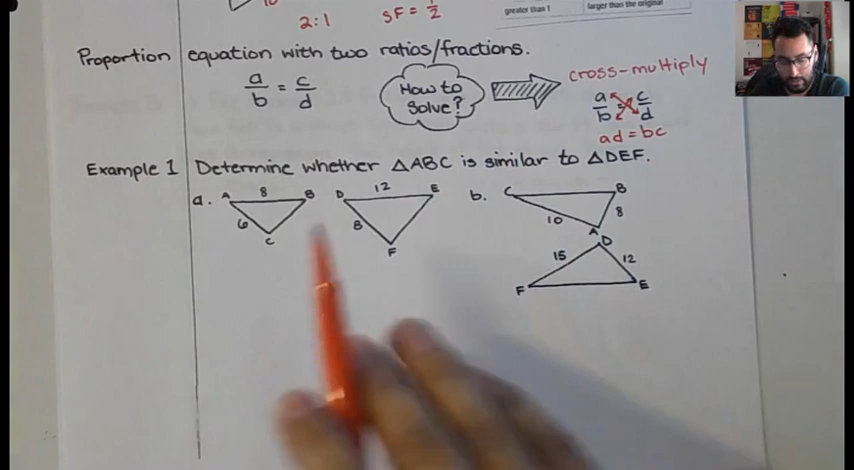 greater than 1
larger than the original
10
2:1
SF = 1/2
Proportion equation with two ratios/fractions.
a/b = c/d
How to Solve?
cross-multiply
a/b = c/d
ad = bc
Example 1 Determine whether △ABC is similar to △DEF.
a. A 8 B
6
C
D 12 E
8
F
b. C B
10 8
A
D
15 12
F E